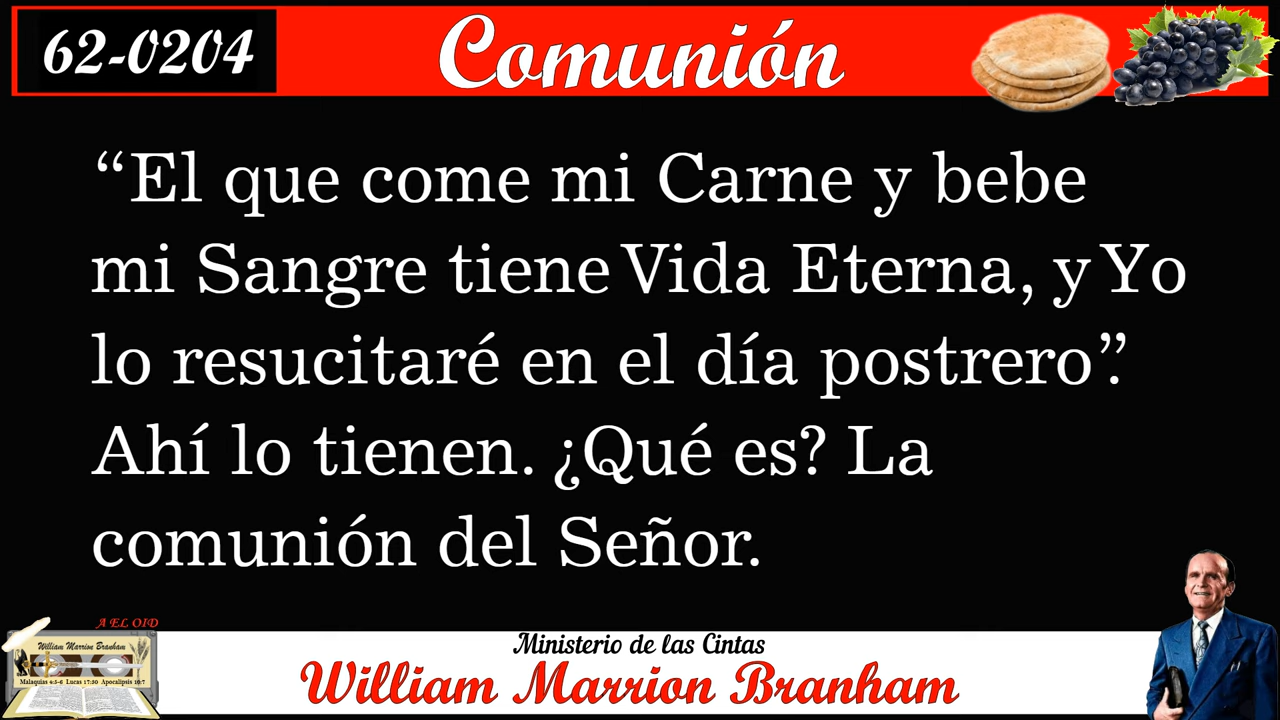 62-0204
Comunión
“El que come mi Carne y bebe
mi Sangre tiene Vida Eterna, y Yo
lo resucitaré en el día postrero”.
Ahí lo tienen. ¿Qué es? La
comunión del Señor.
A EL OID
William Marrion Branham
Malaquias 4:5-6 Lucas 17:30 Apocalipsis 10:7
Ministerio de las Cintas
William Marrion Branham